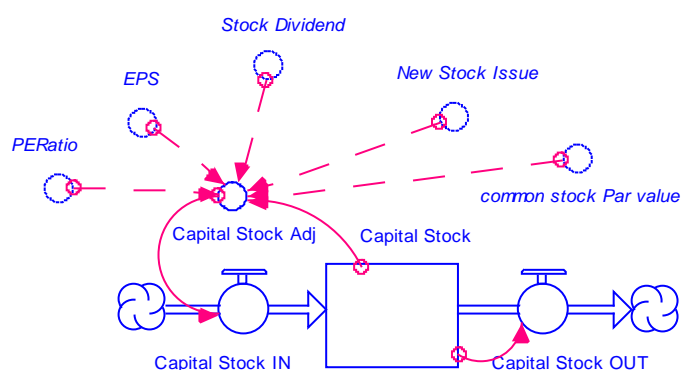 Stock Dividend
EPS
New Stock Issue
PERatio
common stock Par value
Capital Stock Adj
Capital Stock
Capital Stock IN
Capital Stock OUT